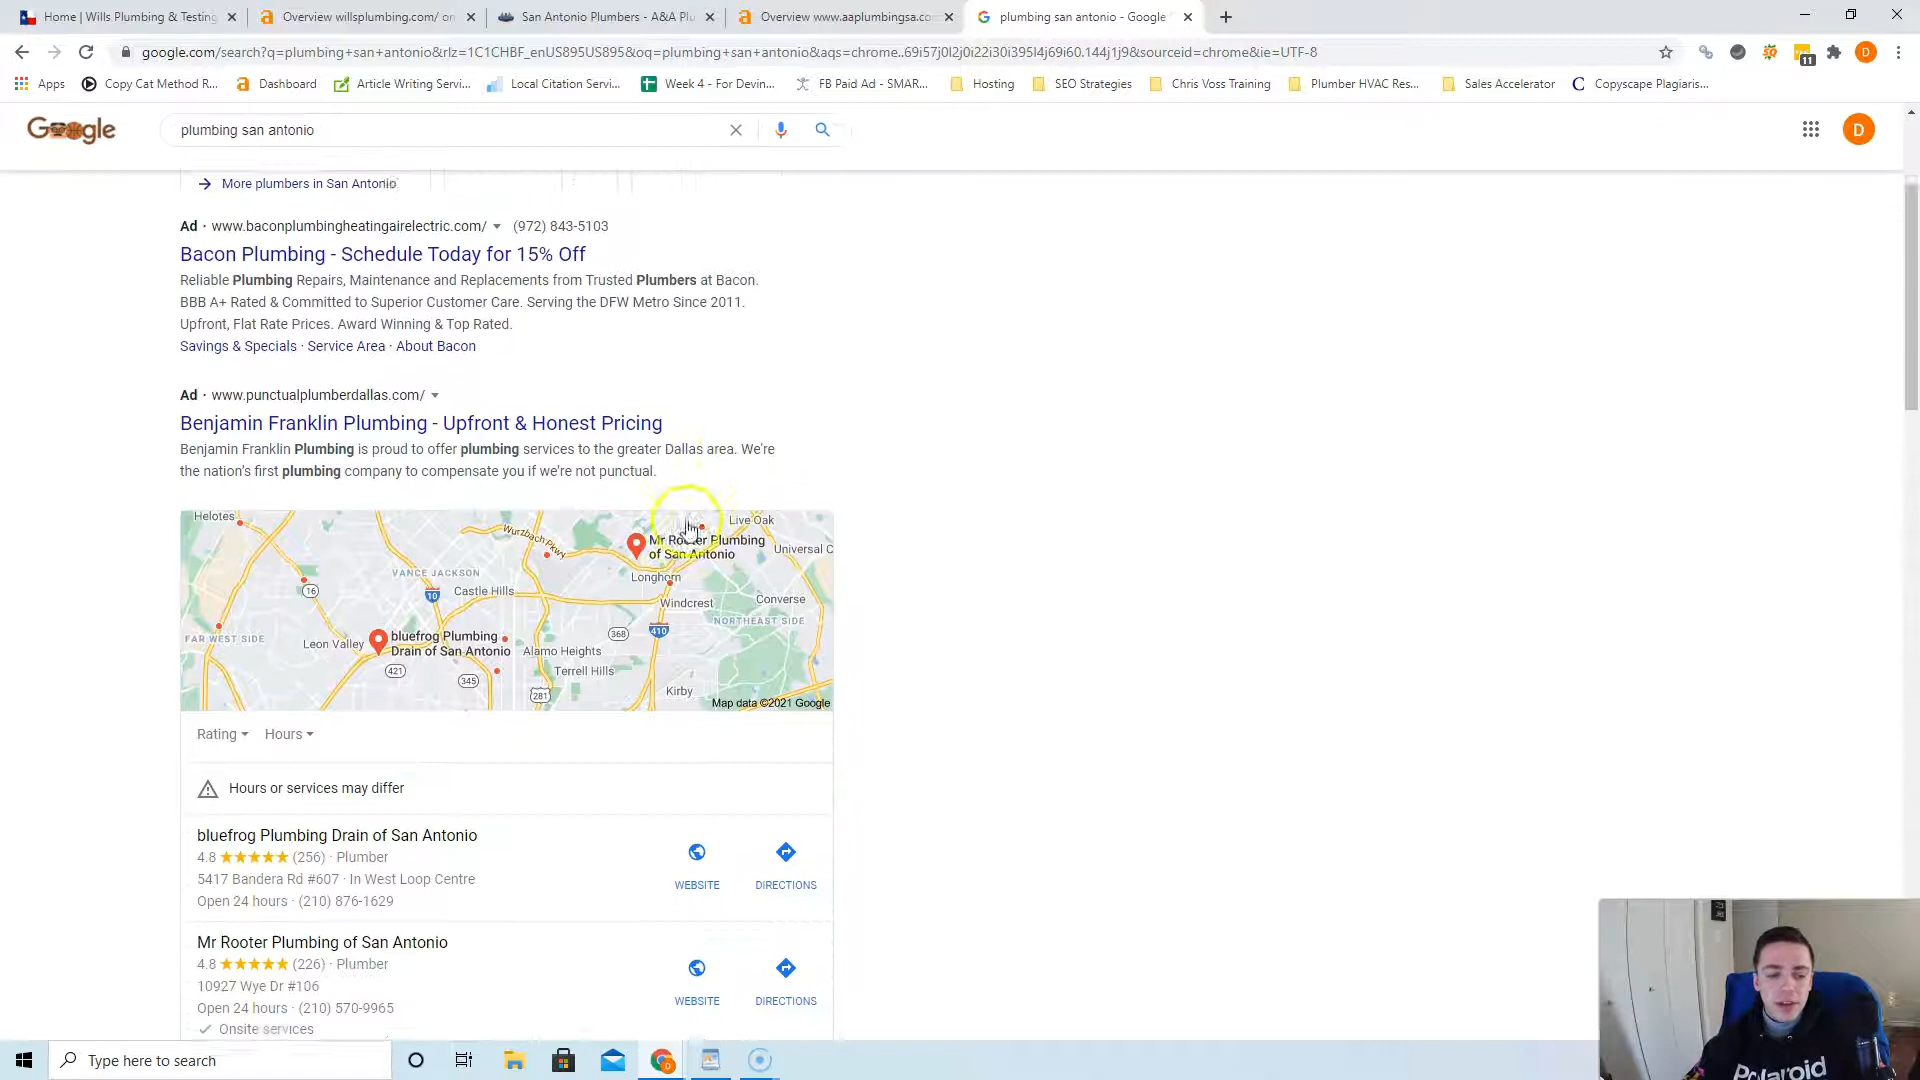 Home | Wills Plumbing & Testing
Overview willsplumbing.com/ on
San Antonio Plumbers - A&A Plu
Overview www.aaplumbingsa.co
plumbing san antonio - Google
google.com/search?q=plumbing+san+antonio&rlz=1C1CHBF_enUS895US895&oq=plumbing+san+antonio&aqs=chrome..69i57j0l2j0i22i30i395l4j69i60.144j1j9&sourceid=chrome&ie=UTF-8
11
D
Apps
Copy Cat Method R...
Dashboard
Article Writing Servi...
Local Citation Servi...
Week 4 - For Devin...
FB Paid Ad - SMAR...
Hosting
SEO Strategies
Chris Voss Training
Plumber HVAC Res...
Sales Accelerator
Copyscape Plagiaris...
Google
plumbing san antonio
D
More plumbers in San Antonio
Ad · www.baconplumbingheatingairelectric.com/ (972) 843-5103
Bacon Plumbing - Schedule Today for 15% Off
Reliable Plumbing Repairs, Maintenance and Replacements from Trusted Plumbers at Bacon.
BBB A+ Rated & Committed to Superior Customer Care. Serving the DFW Metro Since 2011.
Upfront, Flat Rate Prices. Award Winning & Top Rated.
Savings & Specials · Service Area · About Bacon
Ad · www.punctualplumberdallas.com/
Benjamin Franklin Plumbing - Upfront & Honest Pricing
Benjamin Franklin Plumbing is proud to offer plumbing services to the greater Dallas area. We're
the nation's first plumbing company to compensate you if we're not punctual.
Helotes
Live Oak
Wurzbach Pkwy
Mr Rooter Plumbing
of San Antonio
Universal C
VANCE JACKSON
Longhorn
16
10
Castle Hills
Windcrest
Converse
NORTHEAST SIDE
FAR WEST SIDE
Leon Valley
bluefrog Plumbing
Drain of San Antonio
368
410
Alamo Heights
421
345
281
Terrell Hills
Kirby
Map data ©2021 Google
Rating
Hours
Hours or services may differ
bluefrog Plumbing Drain of San Antonio
4.8 (256) · Plumber
5417 Bandera Rd #607 · In West Loop Centre
Open 24 hours · (210) 876-1629
WEBSITE
DIRECTIONS
Mr Rooter Plumbing of San Antonio
4.8 (226) · Plumber
10927 Wye Dr #106
Open 24 hours · (210) 570-9965
Onsite services
WEBSITE
DIRECTIONS
Polaroid
Type here to search
D